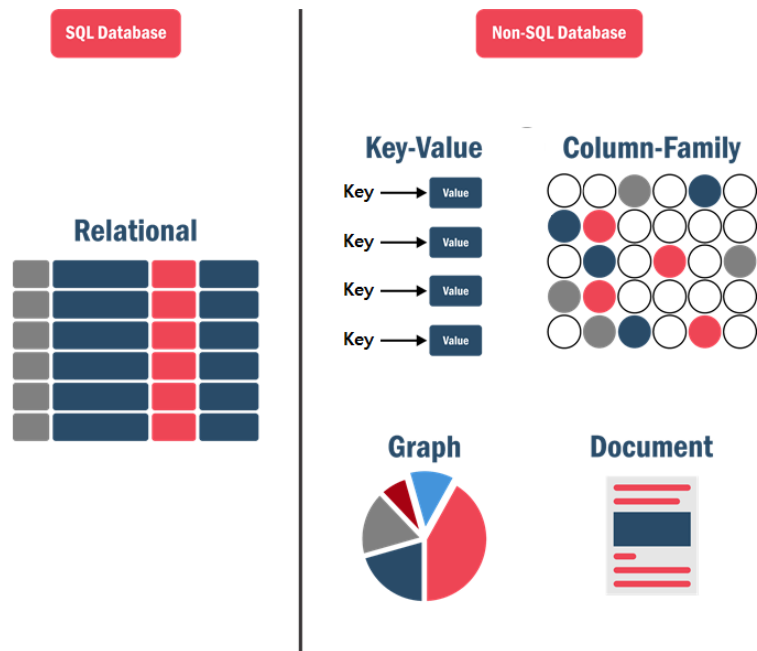 SQL Database
Non-SQL Database
Relational
Key-Value
Key
Value
Key
Value
Key
Value
Key
Value
Column-Family
Graph
Document